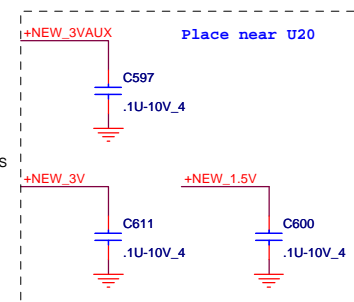 +NEW_3VAUX
Place near U20
C597
.1U-10V_4
S
+NEW_3V
+NEW_1.5V
C611
C600
.1U-10V_4
.1U-10V_4